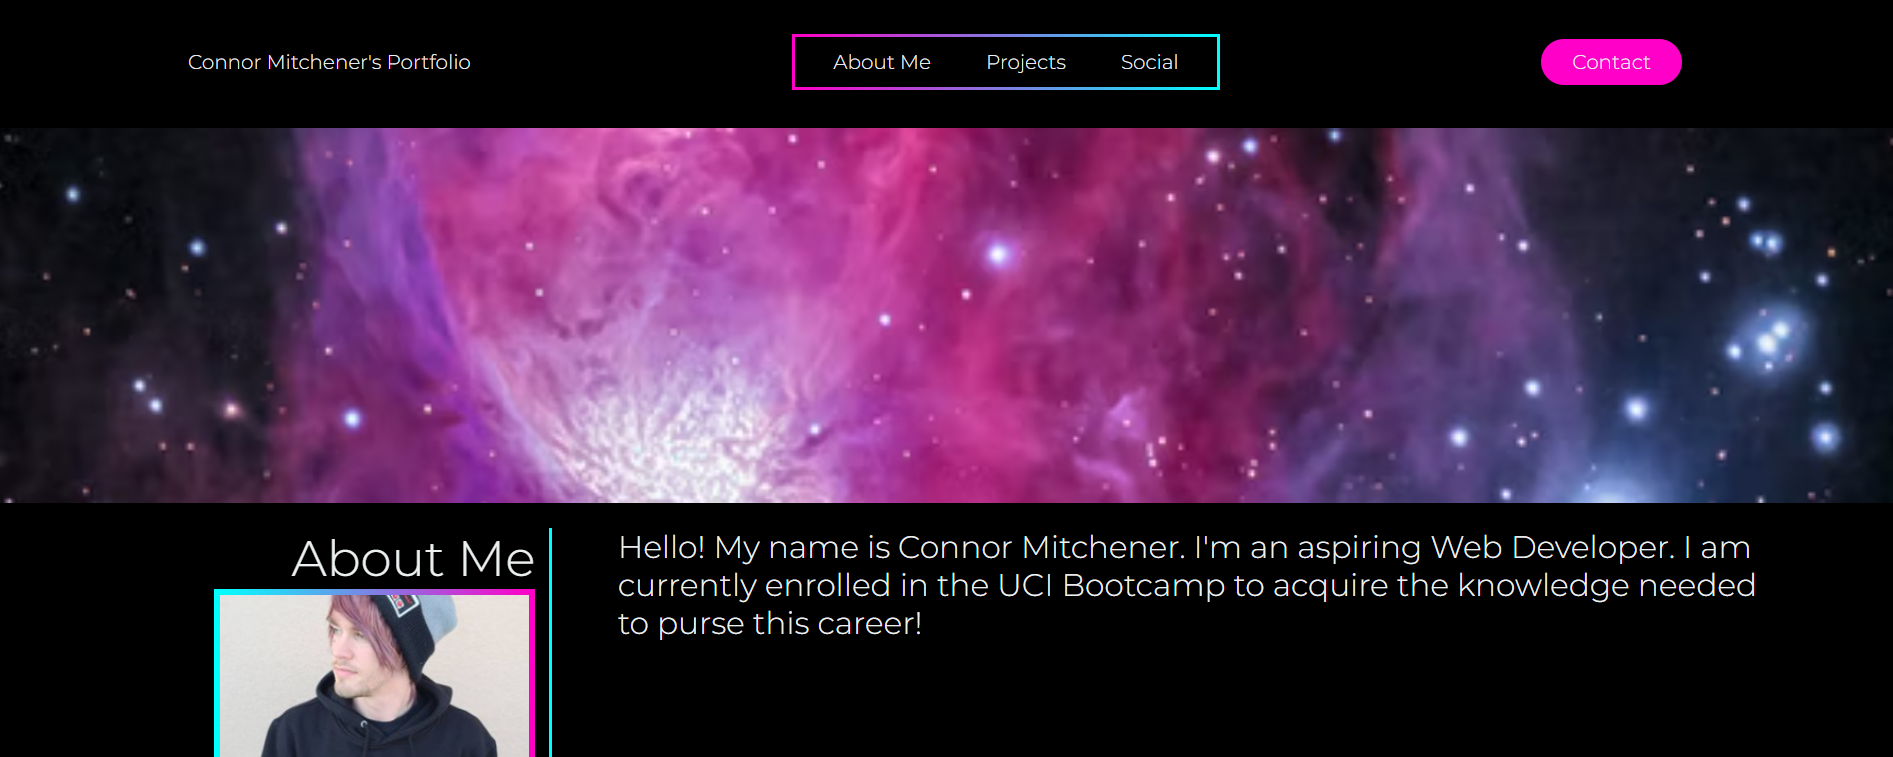 Connor Mitchener's Portfolio
About Me
Projects
Social
Contact
About Me
Hello! My name is Connor Mitchener. I'm an aspiring Web Developer. I am
currently enrolled in the UCI Bootcamp to acquire the knowledge needed
to purse this career!